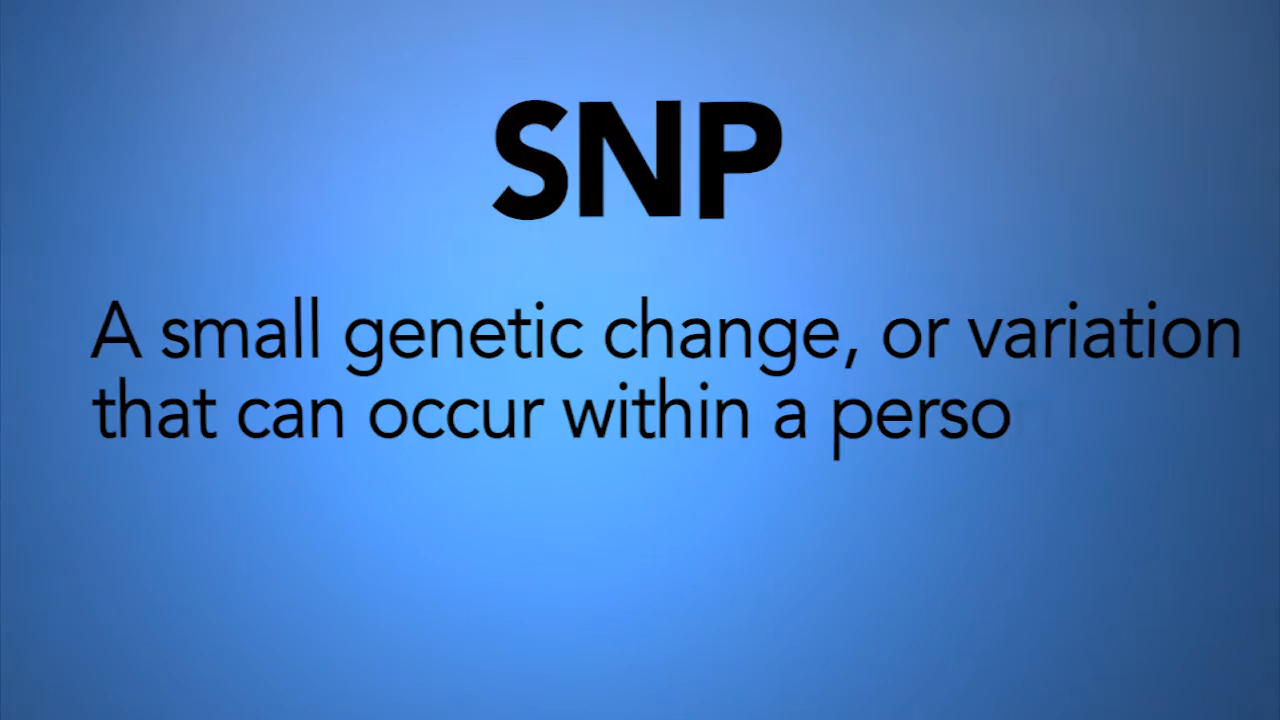 SNP
A small genetic change, or variation
that can occur within a perso